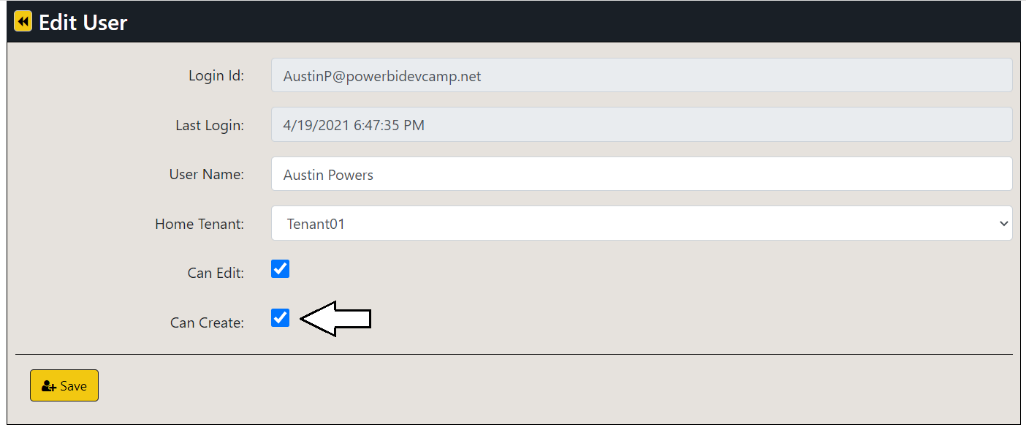 Edit User
Login Id: AustinP@powerbidevcamp.net
Last Login: 4/19/2021 6:47:35 PM
User Name: Austin Powers
Home Tenant: Tenant01
Can Edit:
Can Create:
Save